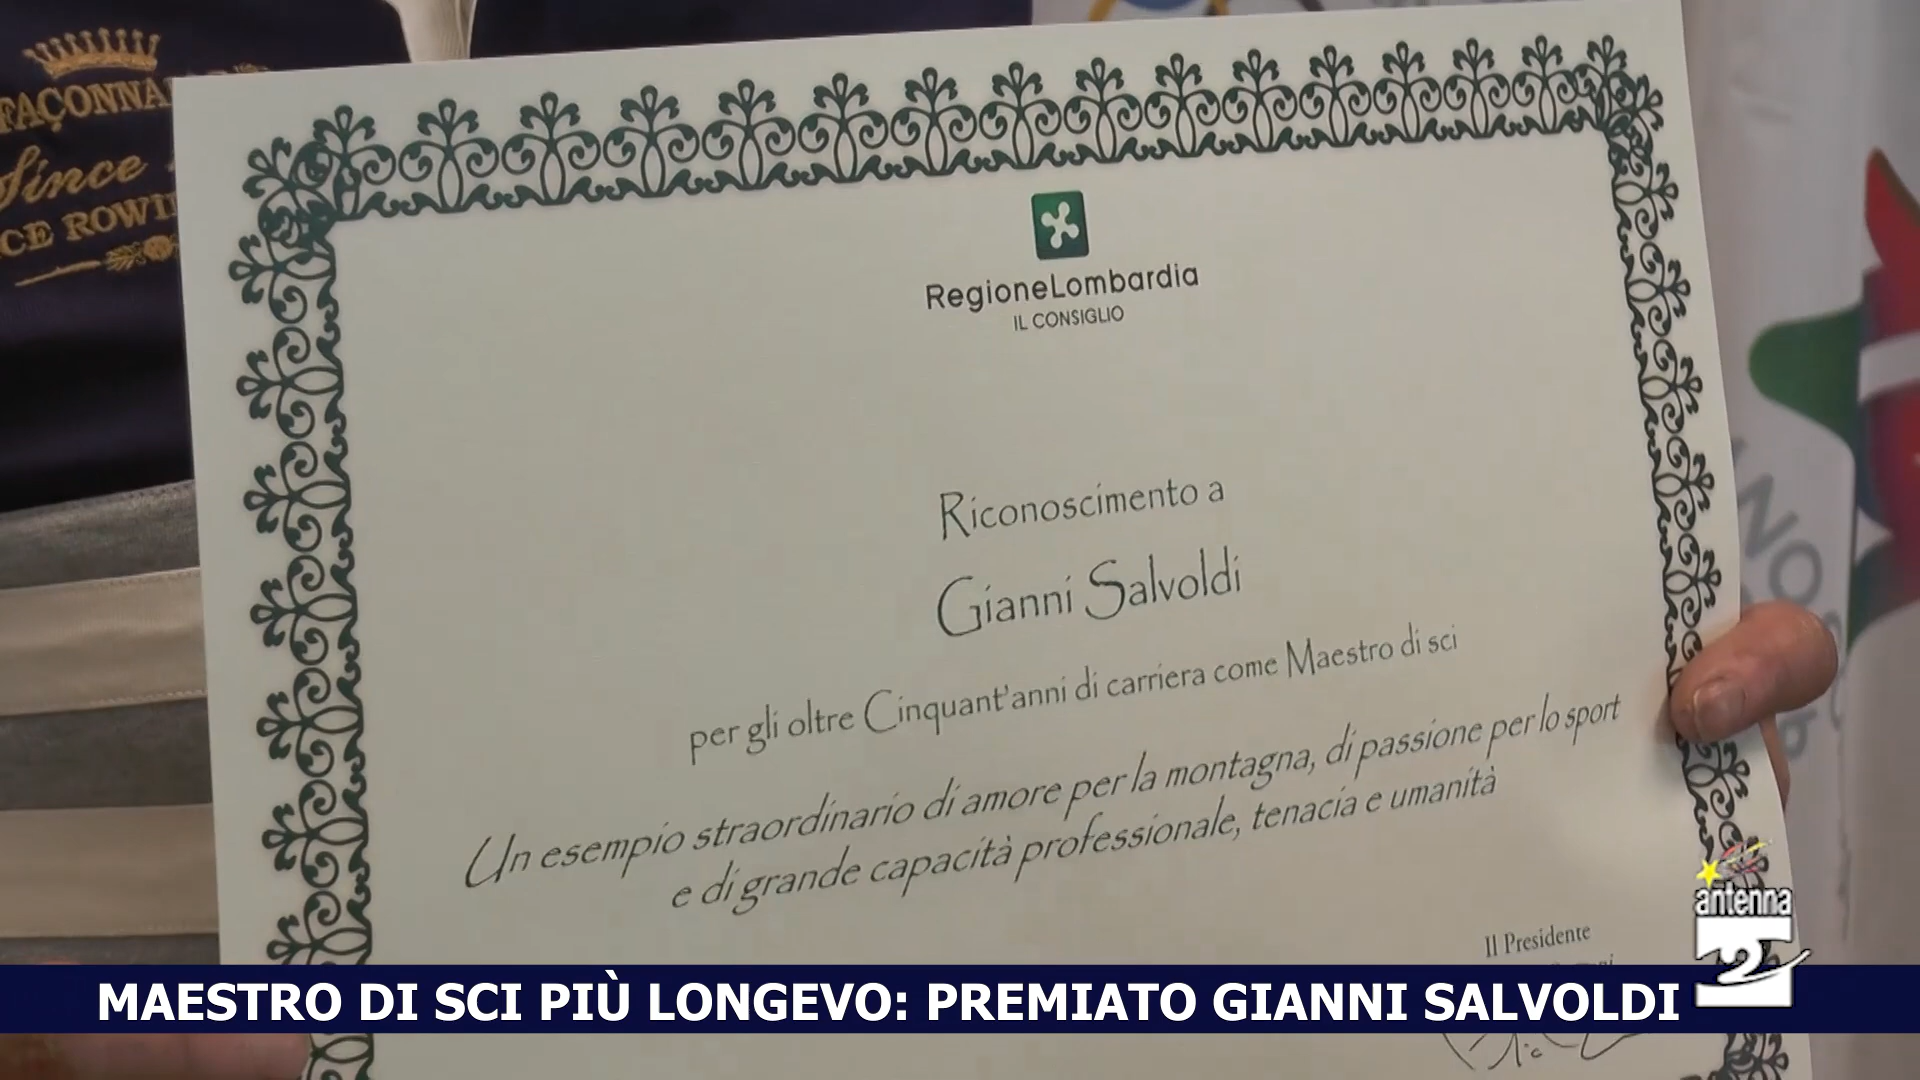 FAÇONNA
Since
CE ROWI
RegioneLombardia
IL CONSIGLIO
Riconoscimento a
Gianni Salvoldi
per gli oltre Cinquant'anni di carriera come Maestro di sci
Un esempio straordinario di amore per la montagna, di passione per lo sport
e di grande capacità professionale, tenacia e umanità
Il Presidente
antenna
2
MAESTRO DI SCI PIÙ LONGEVO: PREMIATO GIANNI SALVOLDI